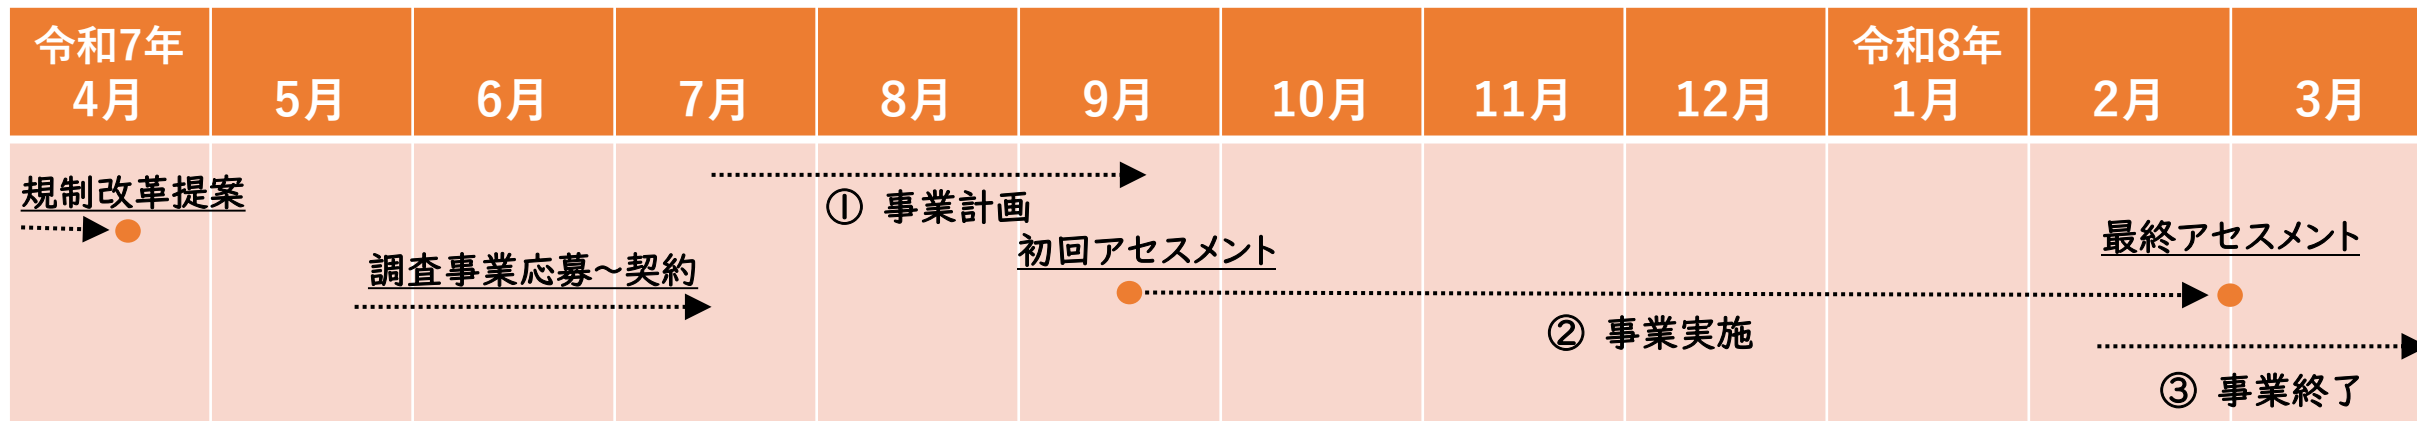 令和7年
4月
5月
6月
7月
8月
9月
10月
11月
12月
令和8年
1月
2月
3月
規制改革提案
① 事業計画
初回アセスメント
調査事業応募～契約
最終アセスメント
② 事業実施
③ 事業終了